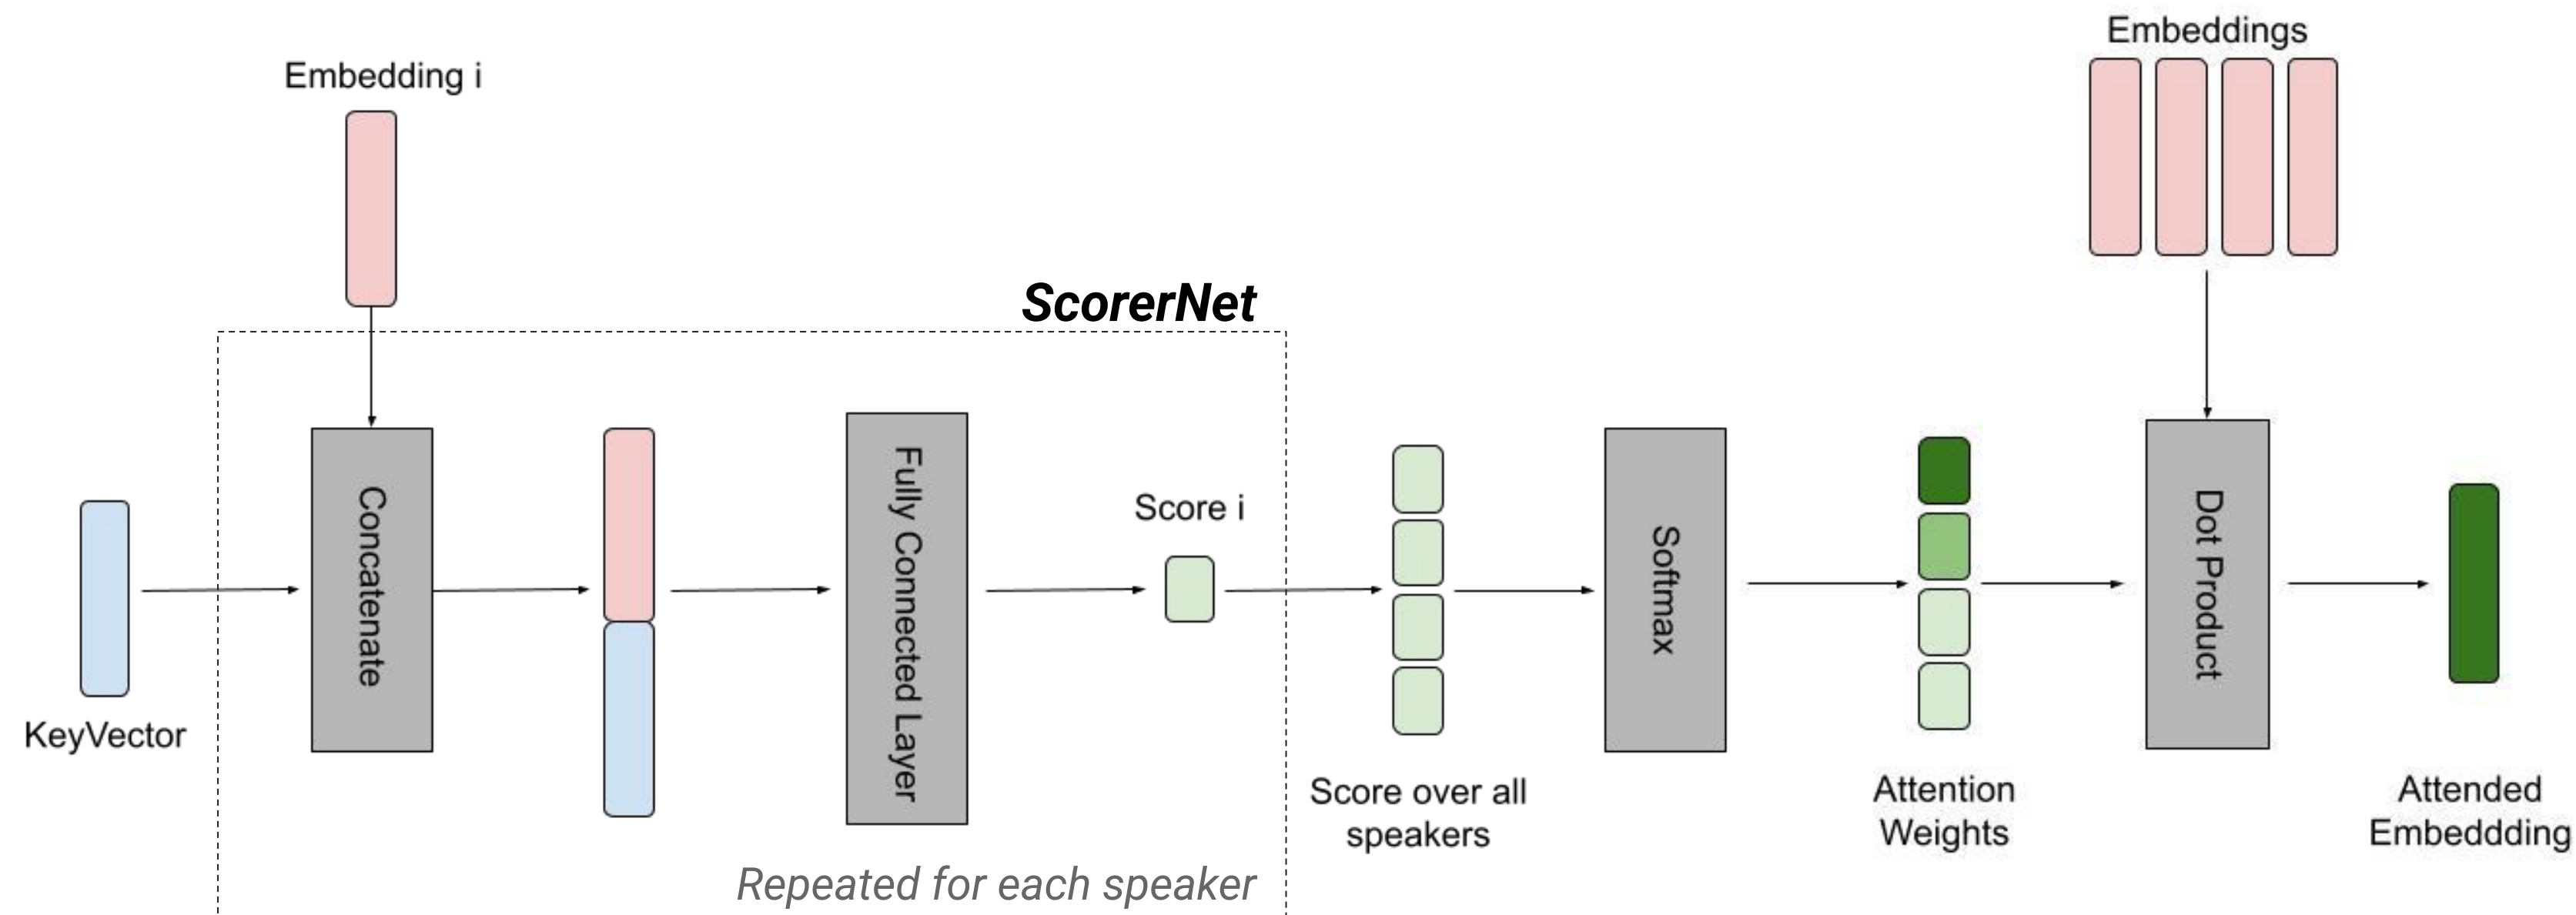 Embeddings
Embedding i
ScorerNet
Concatenate
Fully Connected Layer
Score i
Softmax
Dot Product
KeyVector
Score over all
speakers
Attention
Weights
Attended
Embeddding
Repeated for each speaker